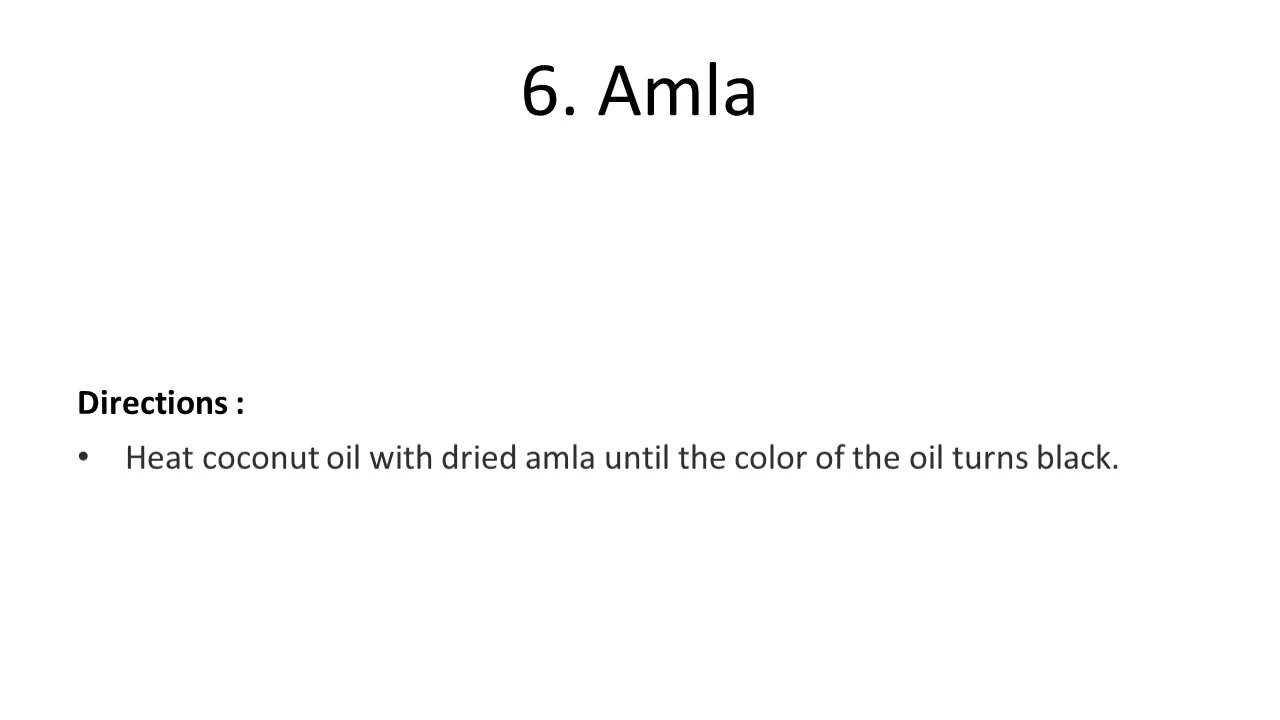 6. Amla
Directions :
• Heat coconut oil with dried amla until the color of the oil turns black.